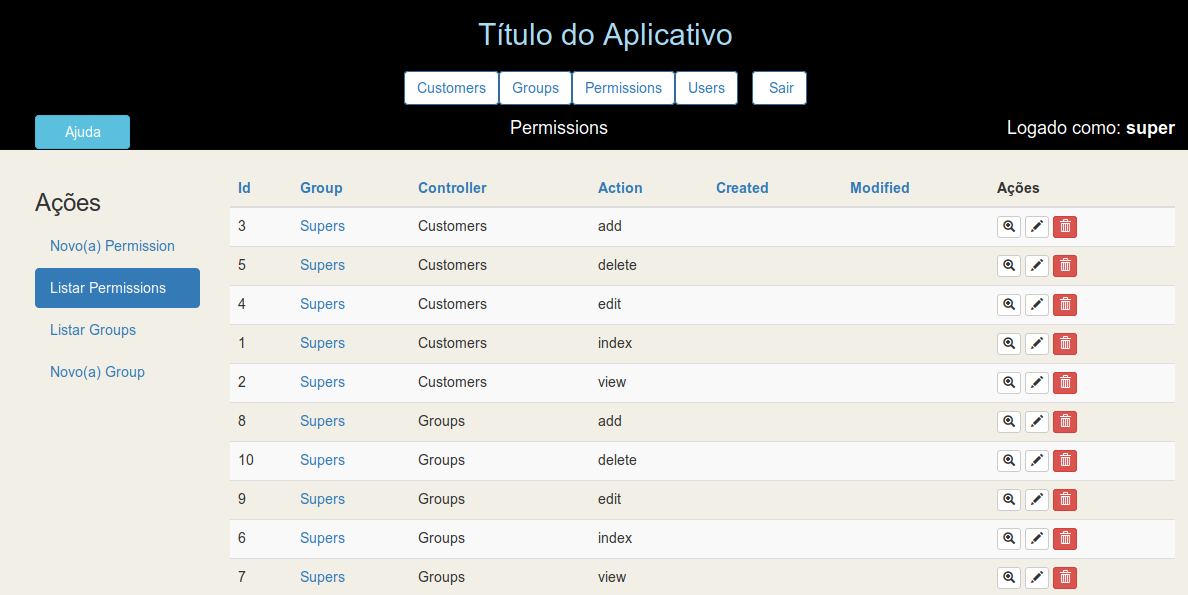 Título do Aplicativo
Customers Groups Permissions Users Sair
Ajuda Permissions Logado como: super
Ações
Novo(a) Permission
Listar Permissions
Listar Groups
Novo(a) Group
Id Group Controller Action Created Modified Ações
3 Supers Customers add
5 Supers Customers delete
4 Supers Customers edit
1 Supers Customers index
2 Supers Customers view
8 Supers Groups add
10 Supers Groups delete
9 Supers Groups edit
6 Supers Groups index
7 Supers Groups view